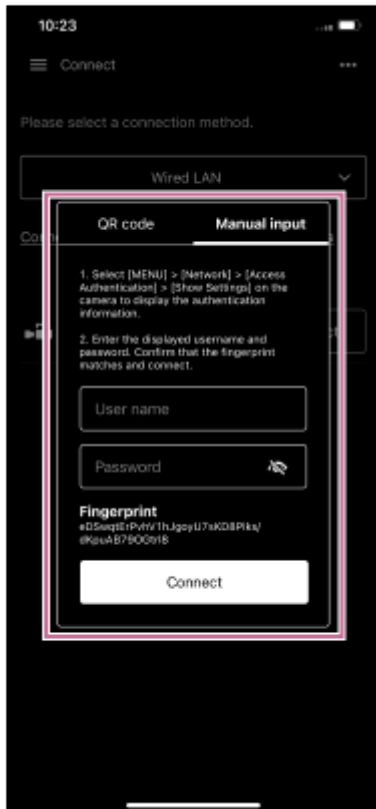 10:23
Connect
Please select a connection method.
Wired LAN
QR code Manual input
1. Select [MENU] > [Network] > [Access
Authentication] > [Show Settings] on the
camera to display the authentication
information.
2. Enter the displayed username and
password. Confirm that the fingerprint
matches and connect.
User name
Password
Fingerprint
Connect